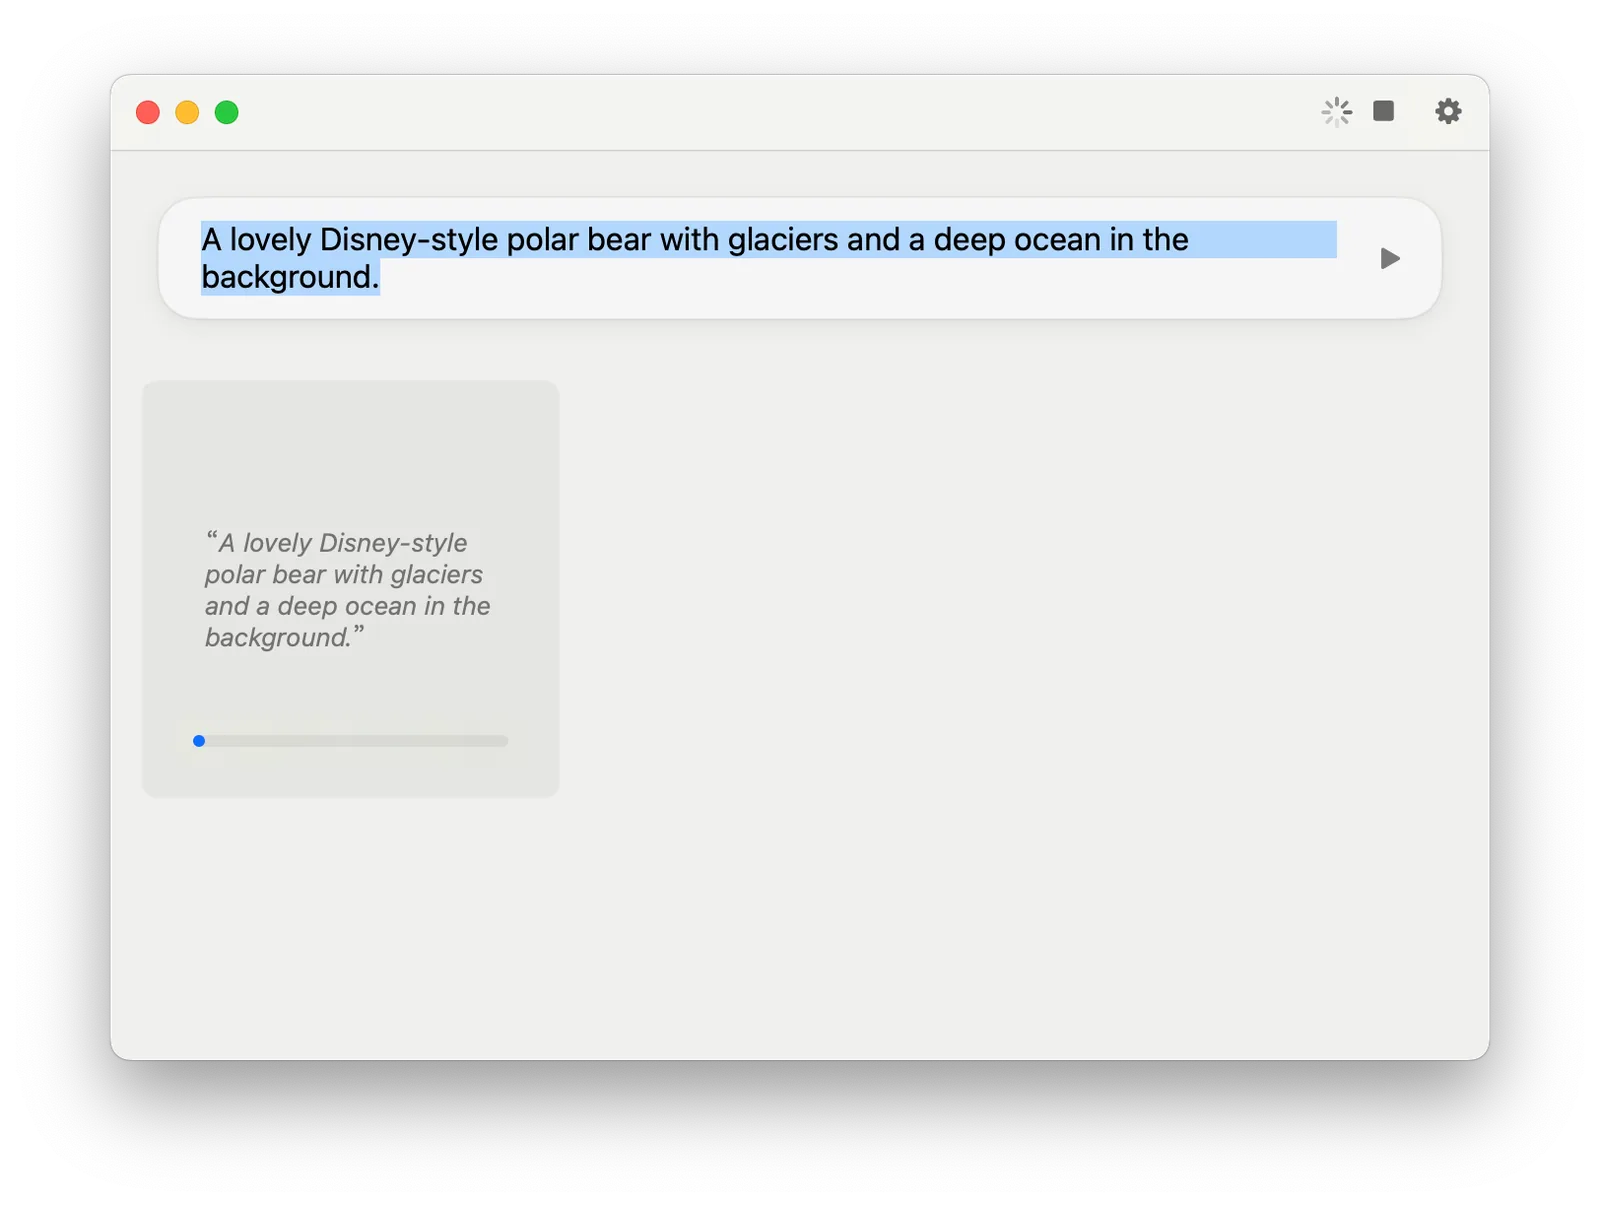 A lovely Disney-style polar bear with glaciers and a deep ocean in the
background.
“A lovely Disney-style
polar bear with glaciers
and a deep ocean in the
background.”